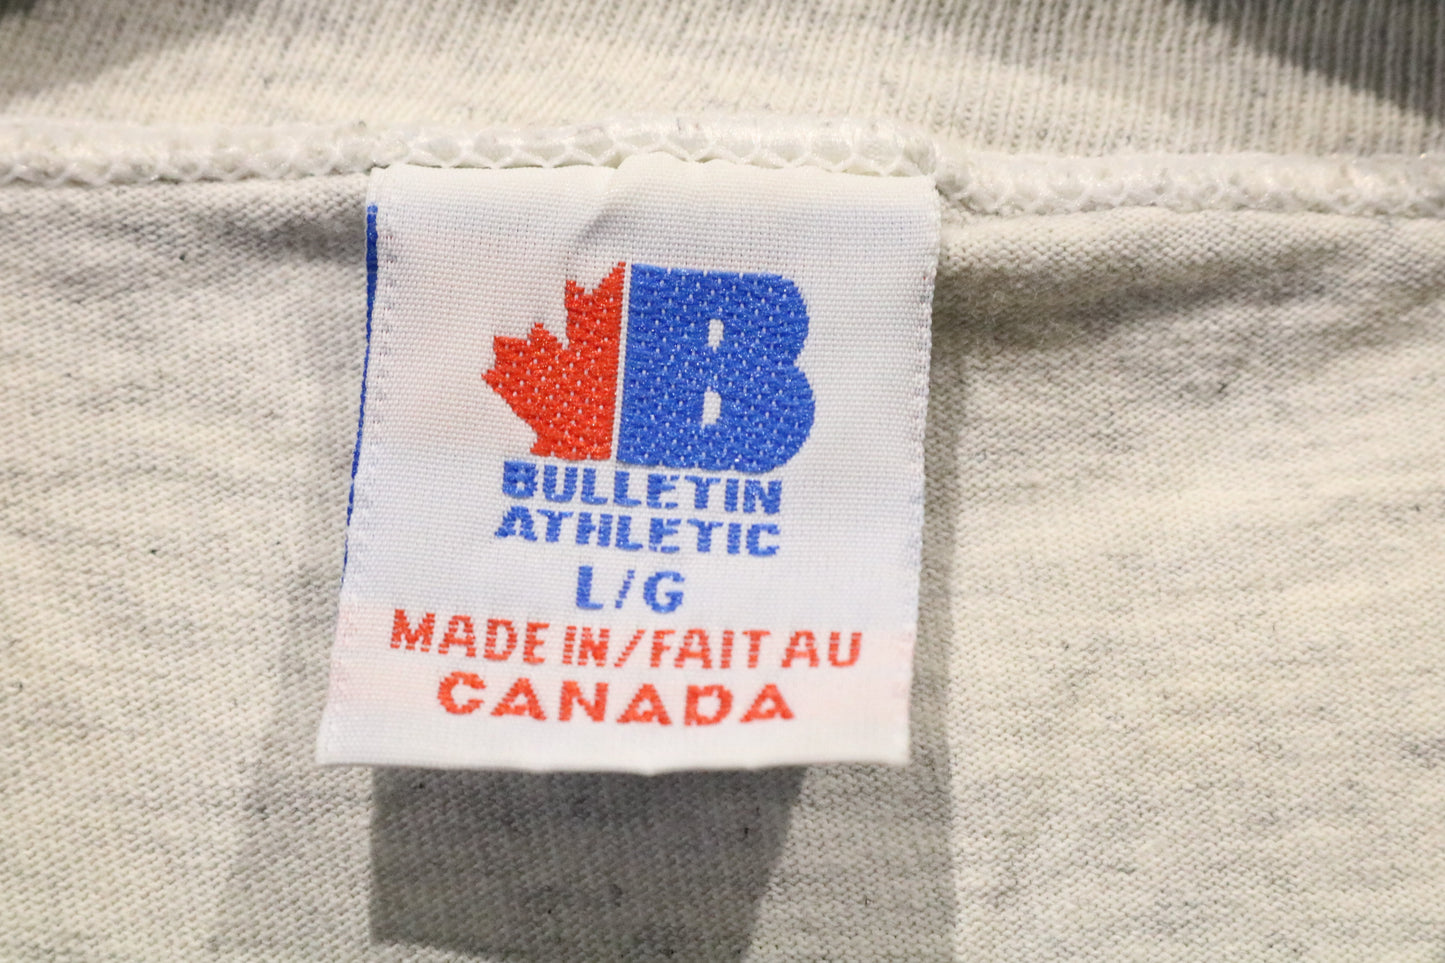 B
BULLETIN
ATHLETIC
L/G
MADE IN/FAIT AU
CANADA